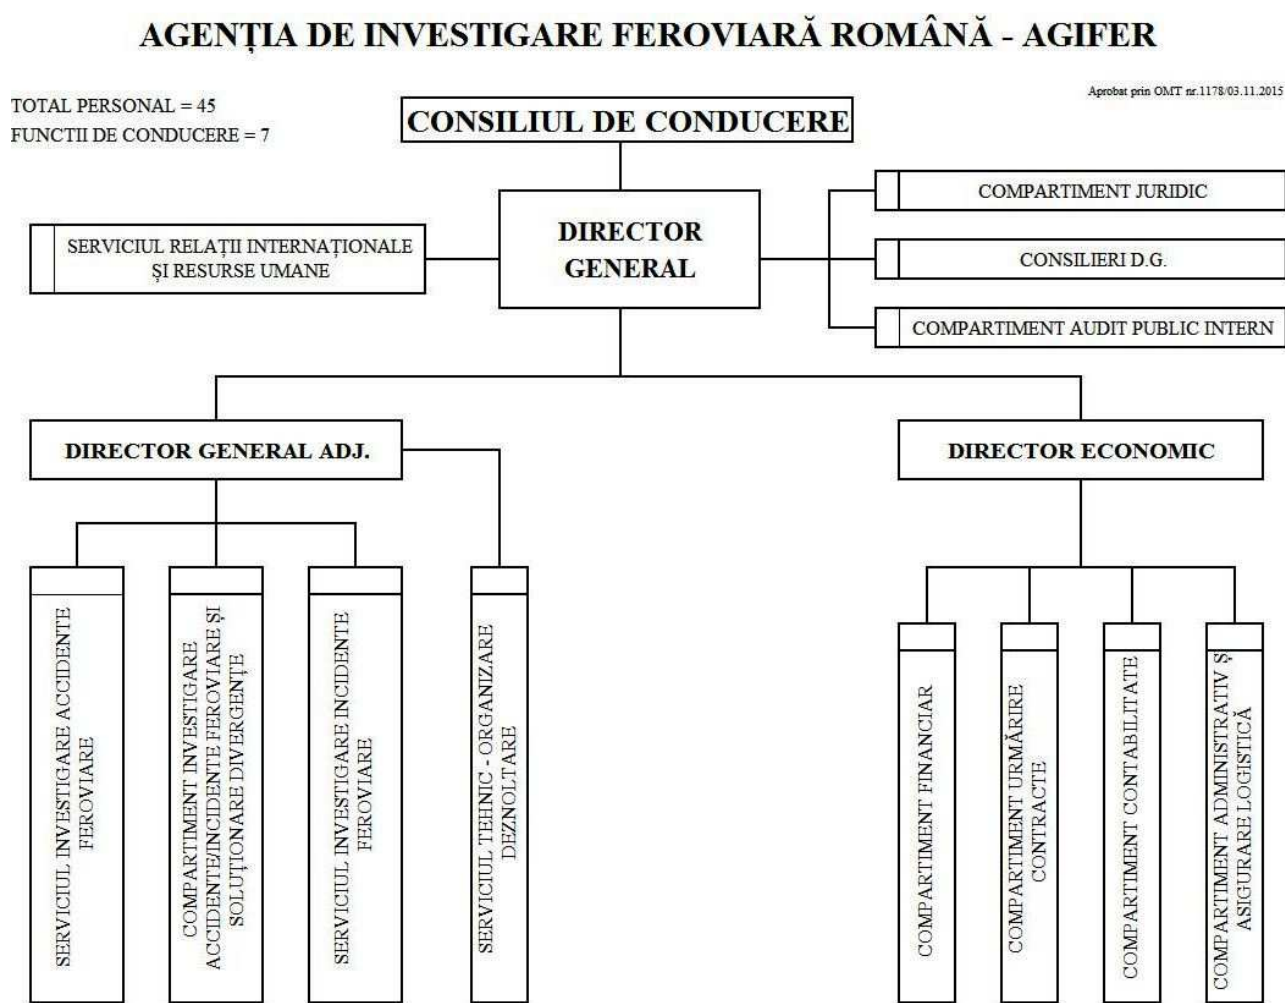 AGENȚIA DE INVESTIGARE FEROVIARĂ ROMÂNĂ - AGIFER
Aprobat prin OMT nr.1178/03.11.2015
TOTAL PERSONAL = 45
FUNCTII DE CONDUCERE = 7
CONSILIUL DE CONDUCERE
COMPARTIMENT JURIDIC
DIRECTOR
GENERAL
SERVICIUL RELAȚII INTERNAȚIONALE
ȘI RESURSE UMANE
CONSILIERI D.G.
COMPARTIMENT AUDIT PUBLIC INTERN
DIRECTOR GENERAL ADJ.
DIRECTOR ECONOMIC
SERVICIUL INVESTIGARE ACCIDENTE
FEROVIARE
COMPARTIMENT INVESTIGARE
ACCIDENTE/INCIDENTE FEROVIARE ȘI
SOLUȚIONARE DIVERGENȚE
SERVICIUL INVESTIGARE INCIDENTE
FEROVIARE
SERVICIUL TEHNIC - ORGANIZARE
DEZNOLTARE
COMPARTIMENT FINANCIAR
COMPARTIMENT URMĂRIRE
CONTRACTE
COMPARTIMENT CONTABILITATE
COMPARTIMENT ADMINISTRATIV Ș
ASIGURARE LOGISTICĂ